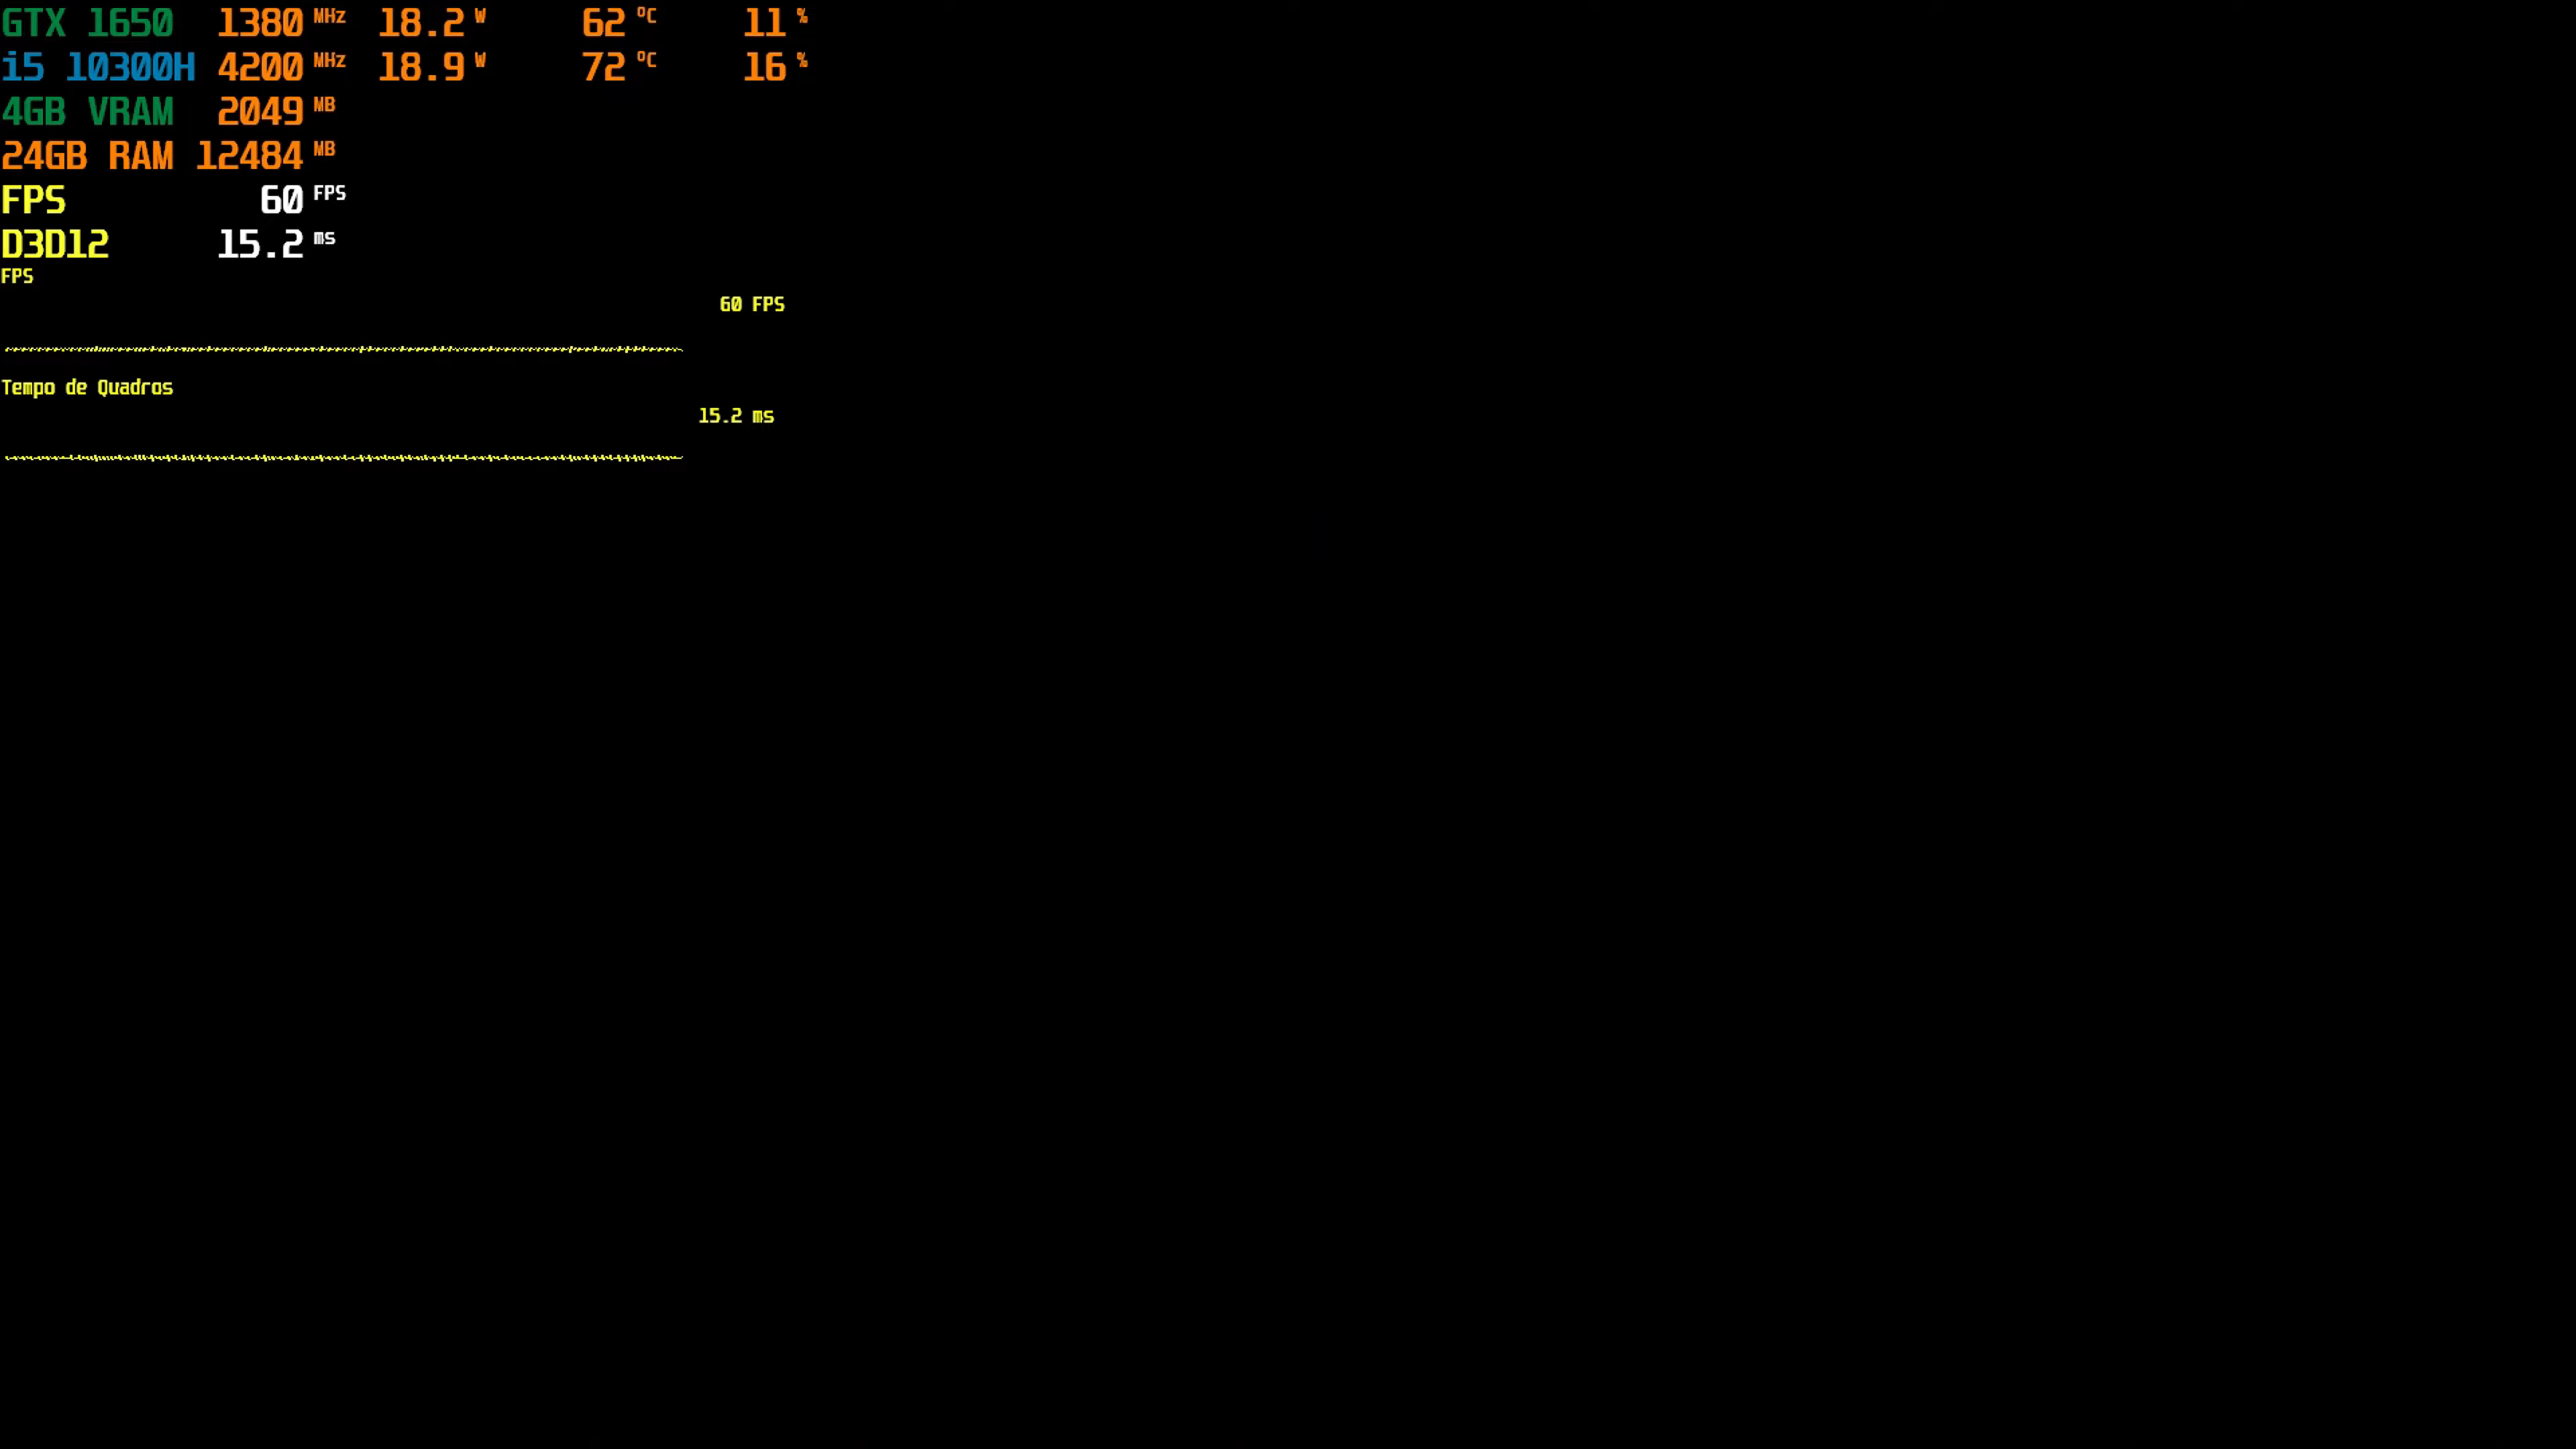 GTX 1650 1380 MHz 18.2 W 62 ºC 11 %
i5 10300H 4200 MHz 18.9 W 72 ºC 16 %
4GB VRAM 2049 MB
24GB RAM 12484 MB
FPS 60 FPS
D3D12 15.2 ms
FPS
60 FPS
Tempo de Quadros
15.2 ms